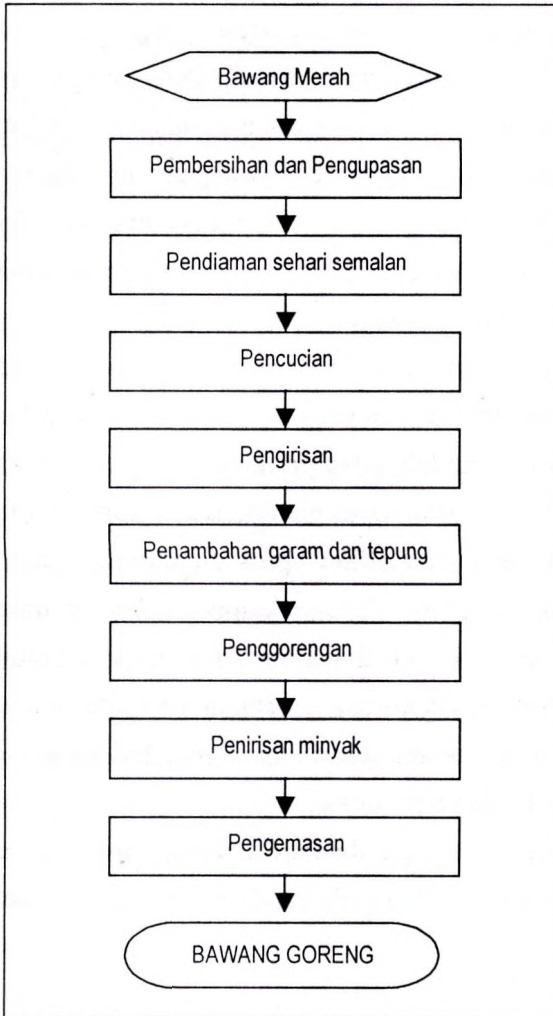 Bawang Merah
Pembersihan dan Pengupasan
Pendiaman sehari semalan
Pencucian
Pengirisan
Penambahan garam dan tepung
Penggorengan
Penirisan minyak
Pengemasan
BAWANG GORENG